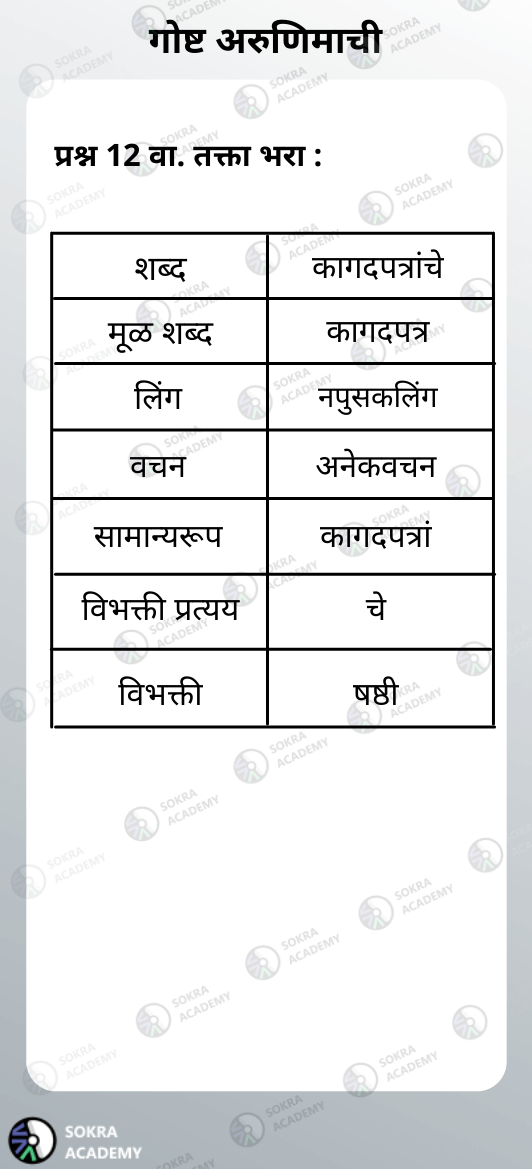 गोष्ट अरुणिमाची
प्रश्न 12 वा. तक्ता भरा :
शब्द कागदपत्रांचे
मूळ शब्द कागदपत्र
लिंग नपुसकलिंग
वचन अनेकवचन
सामान्यरूप कागदपत्रां
विभक्ती प्रत्यय चे
विभक्ती षष्ठी
SOKRA
ACADEMY